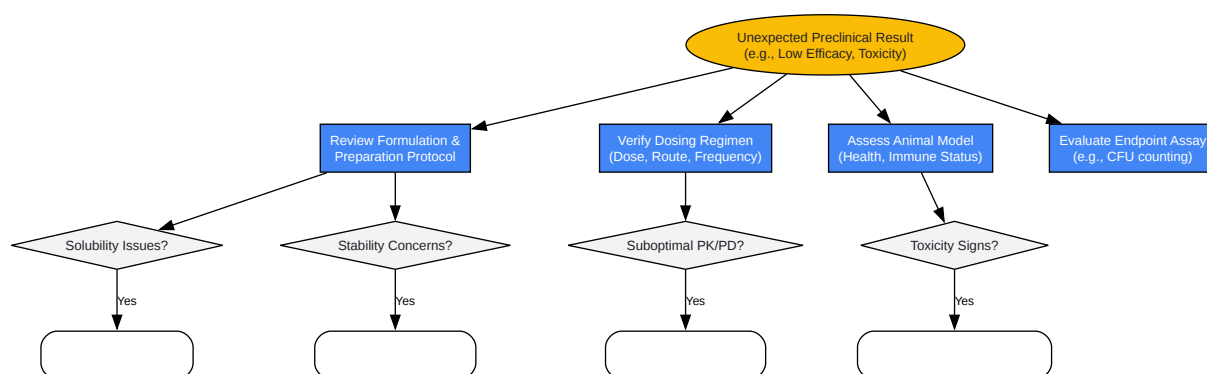 Unexpected Preclinical Result
(e.g., Low Efficacy, Toxicity)
Review Formulation &
Preparation Protocol
Verify Dosing Regimen
(Dose, Route, Frequency)
Assess Animal Model
(Health, Immune Status)
Evaluate Endpoint Assay
(e.g., CFU counting)
Solubility Issues?
Stability Concerns?
Suboptimal PK/PD?
Toxicity Signs?
Yes
Yes
Yes
Yes